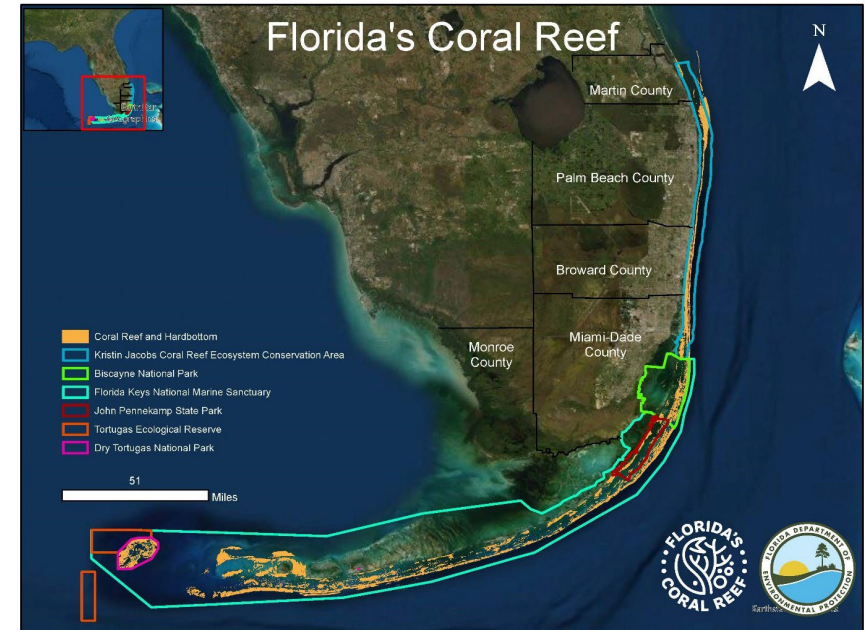 Florida's Coral Reef
N
Martin County
Palm Beach County
Broward County
Miami-Dade
County
Monroe
County
Coral Reef and Hardbottom
Kristin Jacobs Coral Reef Ecosystem Conservation Area
Biscayne National Park
Florida Keys National Marine Sanctuary
John Pennekamp State Park
Tortugas Ecological Reserve
Dry Tortugas National Park
51
Miles
FLORIDA'S
CORAL REEF
FLORIDA DEPARTMENT OF
ENVIRONMENTAL PROTECTION